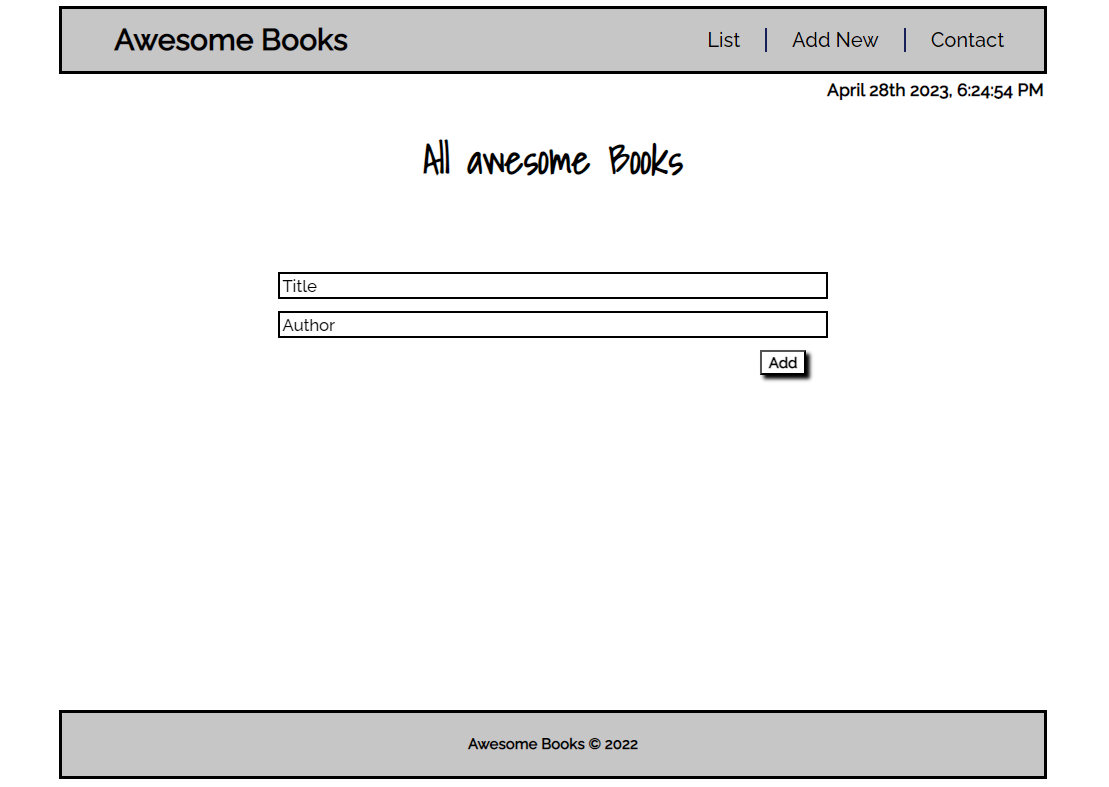 Awesome Books List Add New Contact
April 28th 2023, 6:24:54 PM
All awesome Books
Title
Author
Add
Awesome Books © 2022